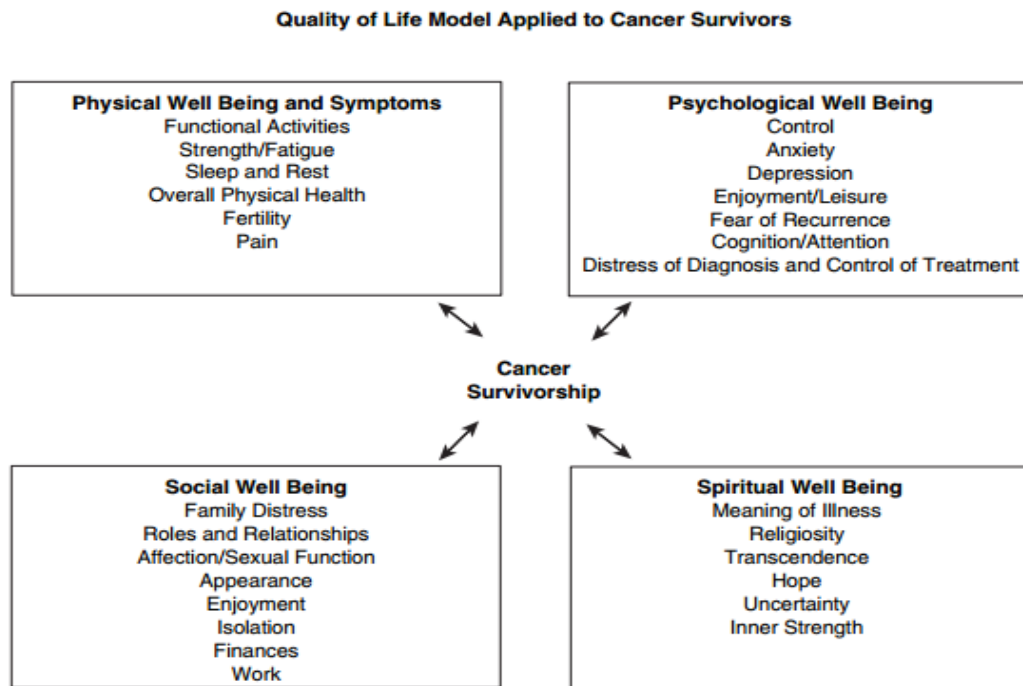 Quality of Life Model Applied to Cancer Survivors
Physical Well Being and Symptoms
Functional Activities
Strength/Fatigue
Sleep and Rest
Overall Physical Health
Fertility
Pain
Psychological Well Being
Control
Anxiety
Depression
Enjoyment/Leisure
Fear of Recurrence
Cognition/Attention
Distress of Diagnosis and Control of Treatment
Cancer
Survivorship
Social Well Being
Family Distress
Roles and Relationships
Affection/Sexual Function
Appearance
Enjoyment
Isolation
Finances
Work
Spiritual Well Being
Meaning of Illness
Religiosity
Transcendence
Hope
Uncertainty
Inner Strength